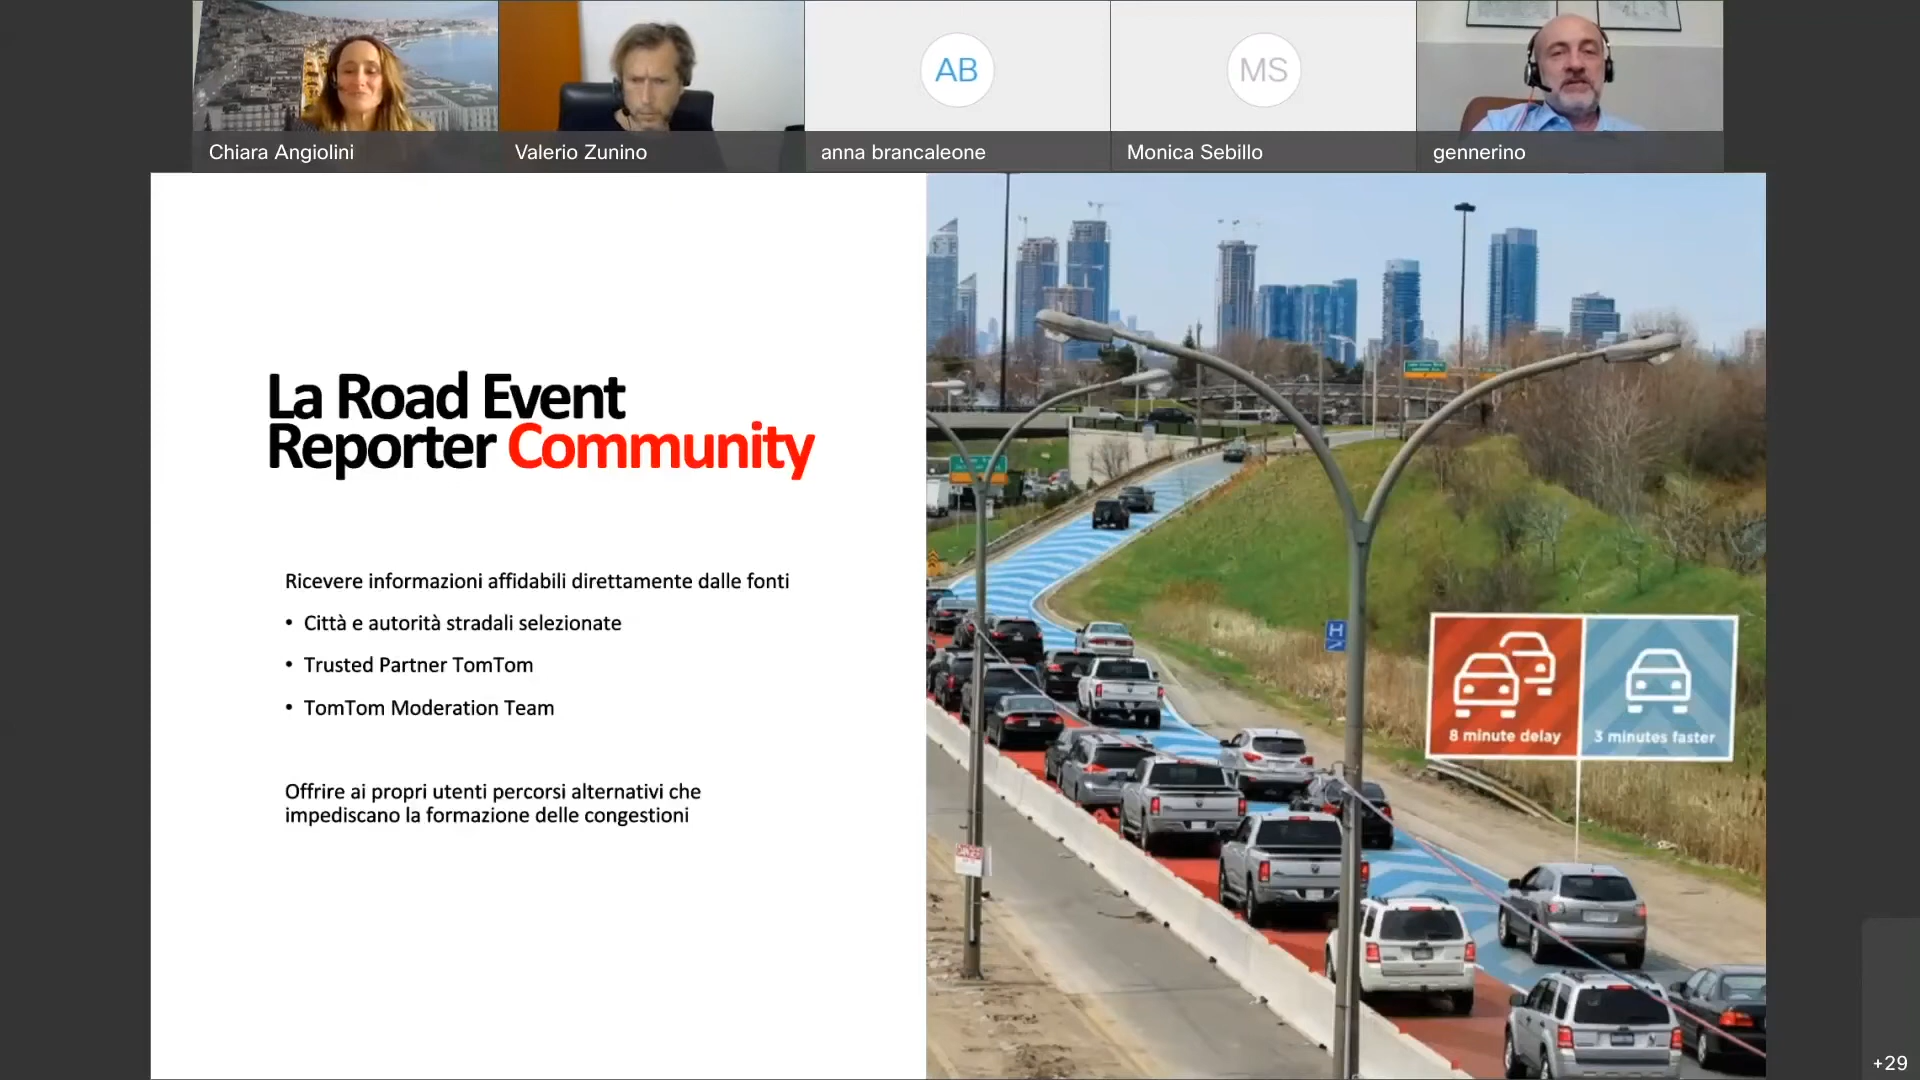 AB
MS
Chiara Angiolini
Valerio Zunino
anna brancaleone
Monica Sebillo
gennerino
La Road Event
Reporter Community
Ricevere informazioni affidabili direttamente dalle fonti
• Città e autorità stradali selezionate
• Trusted Partner TomTom
• TomTom Moderation Team
Offrire ai propri utenti percorsi alternativi che
impediscano la formazione delle congestioni
H
8 minute delay
3 minutes faster
DANGER
+29